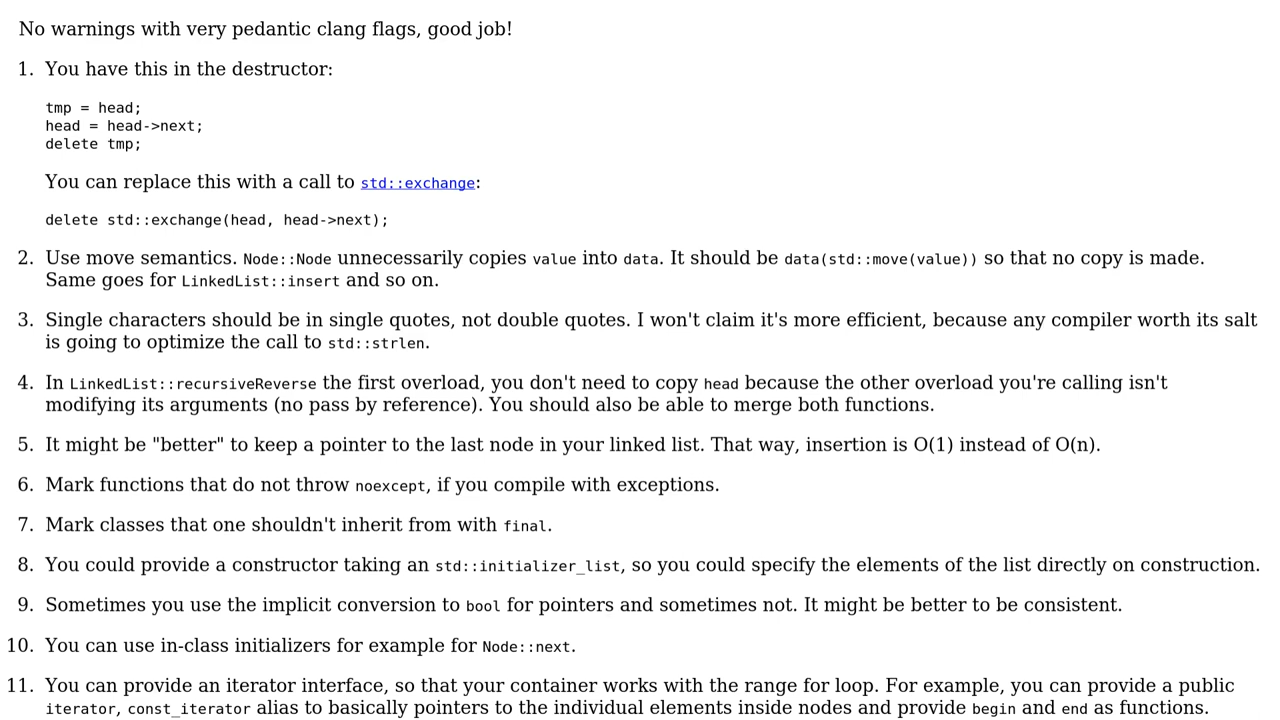 No warnings with very pedantic clang flags, good job!
1. You have this in the destructor:
tmp = head;
head = head->next;
delete tmp;
You can replace this with a call to std::exchange:
delete std::exchange(head, head->next);
2. Use move semantics. Node::Node unnecessarily copies value into data. It should be data(std::move(value)) so that no copy is made.
Same goes for LinkedList::insert and so on.
3. Single characters should be in single quotes, not double quotes. I won't claim it's more efficient, because any compiler worth its salt
is going to optimize the call to std::strlen.
4. In LinkedList::recursiveReverse the first overload, you don't need to copy head because the other overload you're calling isn't
modifying its arguments (no pass by reference). You should also be able to merge both functions.
5. It might be "better" to keep a pointer to the last node in your linked list. That way, insertion is O(1) instead of O(n).
6. Mark functions that do not throw noexcept, if you compile with exceptions.
7. Mark classes that one shouldn't inherit from with final.
8. You could provide a constructor taking an std::initializer_list, so you could specify the elements of the list directly on construction.
9. Sometimes you use the implicit conversion to bool for pointers and sometimes not. It might be better to be consistent.
10. You can use in-class initializers for example for Node::next.
11. You can provide an iterator interface, so that your container works with the range for loop. For example, you can provide a public
iterator, const_iterator alias to basically pointers to the individual elements inside nodes and provide begin and end as functions.